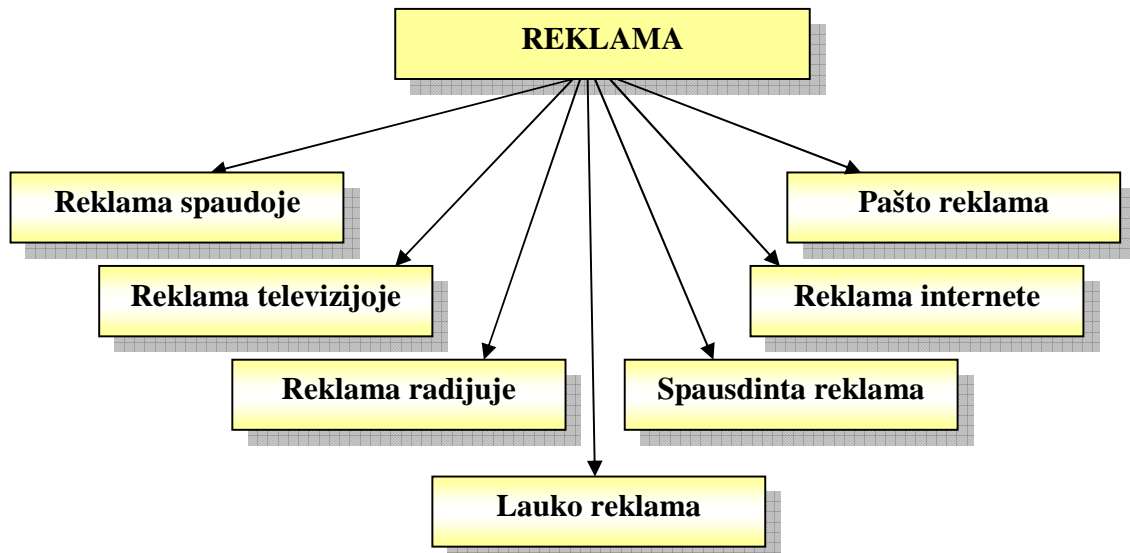 REKLAMA
Reklama spaudoje
Pašto reklama
Reklama televizijoje
Reklama internete
Reklama radijuje
Spausdinta reklama
Lauko reklama